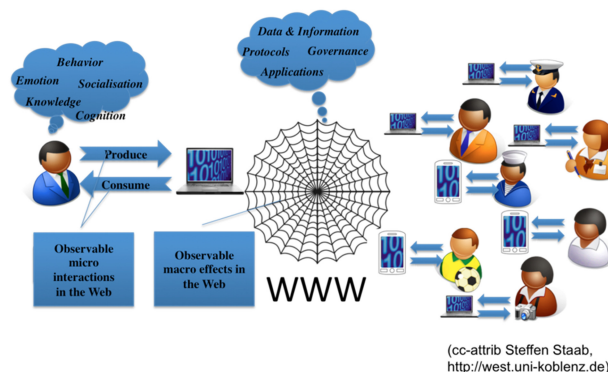 Behavior
Emotion
Socialisation
Knowledge
Cognition
Data & Information
Protocols Governance
Applications
Produce
Consume
Observable
micro
interactions
in the Web
Observable
macro effects in
the Web
WWW
(cc-attrib Steffen Staab,
http://west.uni-koblenz.de)